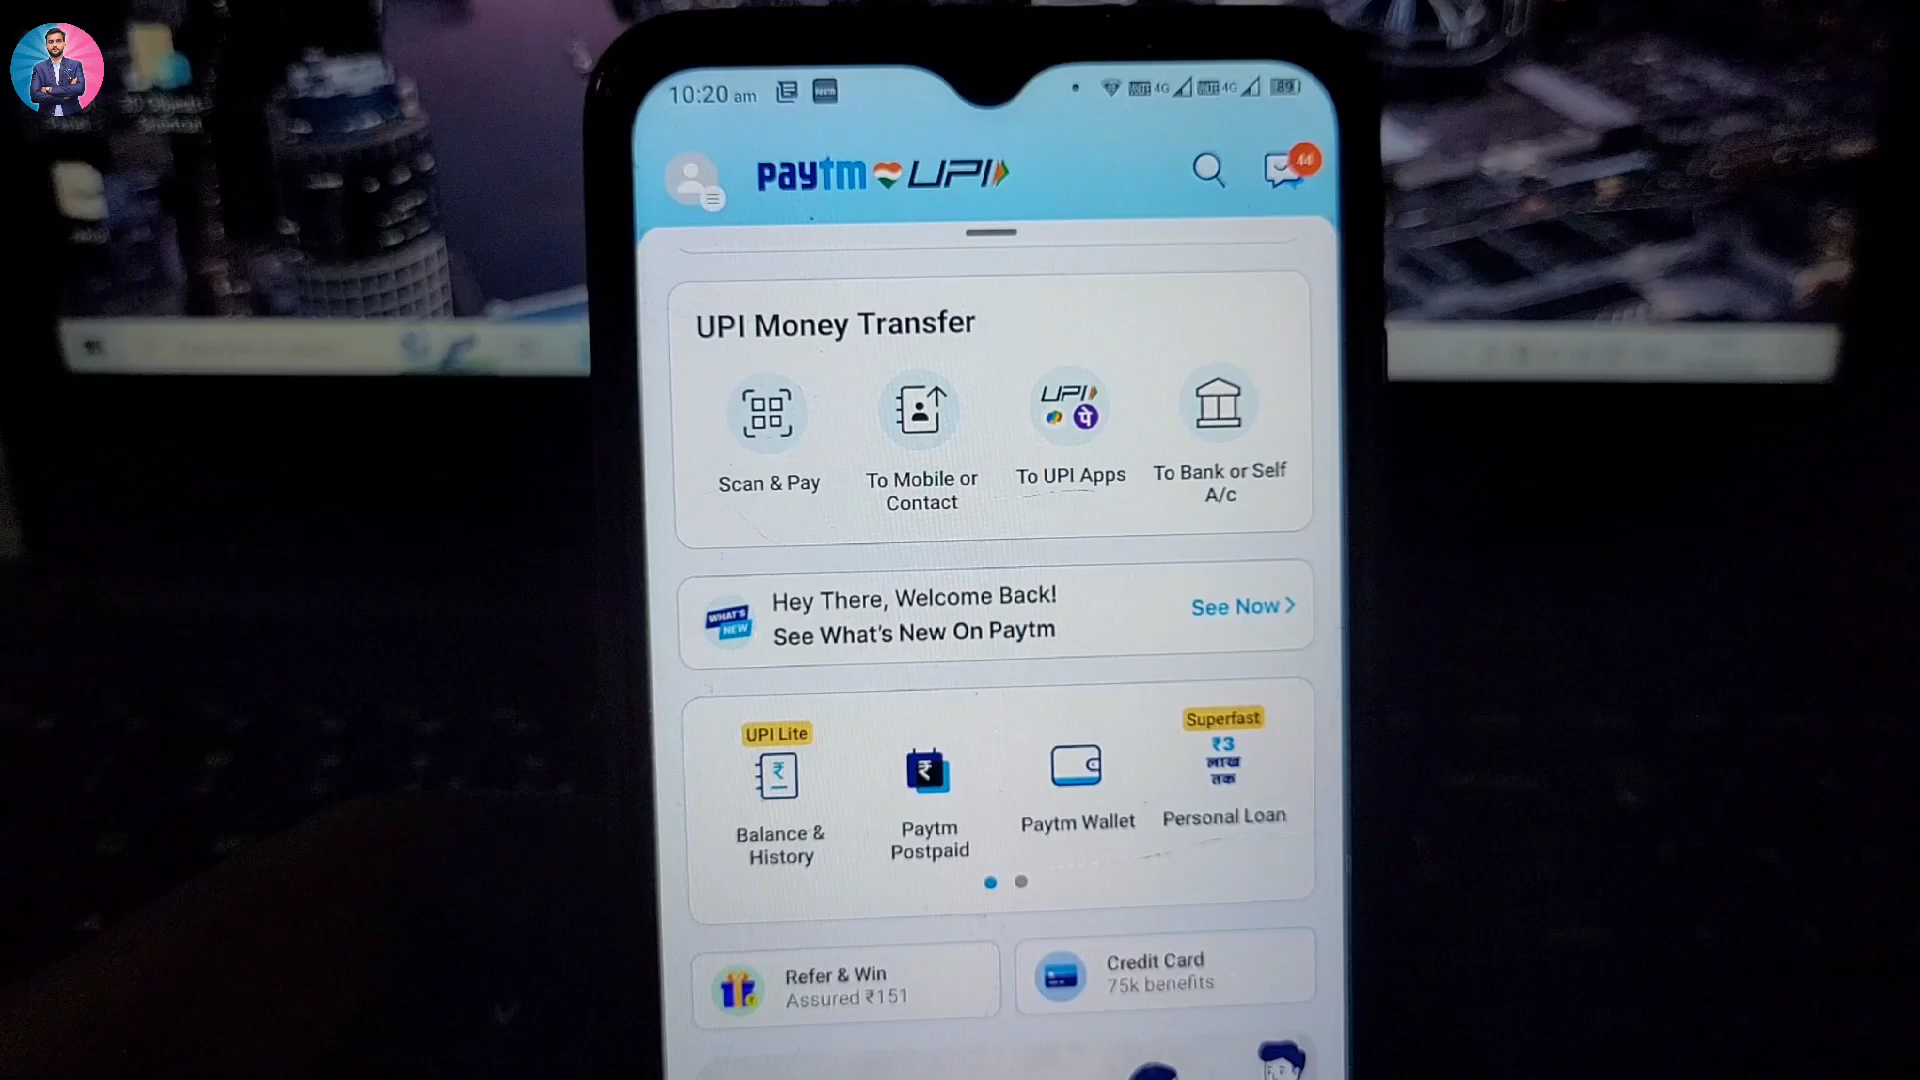 10:20 am
4G 4G 89
paytm UPI
44
UPI Money Transfer
UPI
पे
Scan & Pay
To Mobile or
Contact
To UPI Apps
To Bank or Self
A/c
WHAT'S
NEW
Hey There, Welcome Back!
See What's New On Paytm
See Now
UPI Lite
Superfast
₹3
लाख
तक
₹
₹
Balance &
History
Paytm
Postpaid
Paytm Wallet
Personal Loan
Refer & Win
Assured ₹151
Credit Card
75k benefits